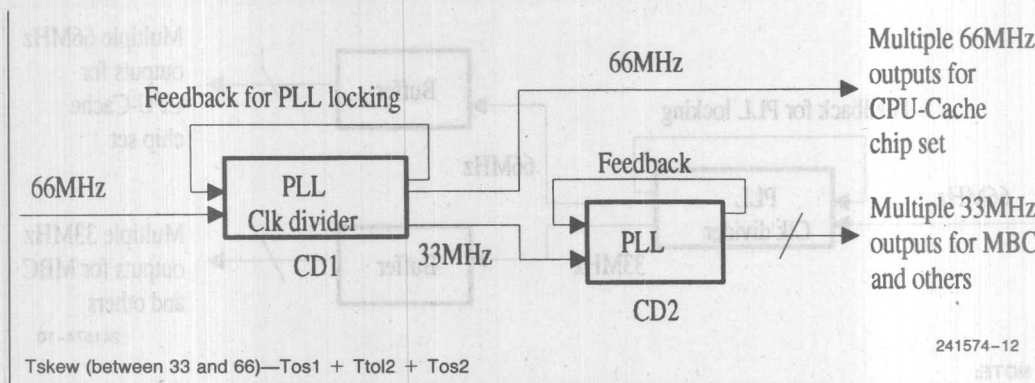 66MHz
Multiple 66MHz
outputs for
CPU-Cache
chip set
Feedback for PLL locking
66MHz
PLL
Clk divider
CD1
33MHz
Feedback
PLL
CD2
Multiple 33MHz
outputs for MBC
and others
241574–12
Tskew (between 33 and 66)—Tos1 + Ttol2 + Tos2